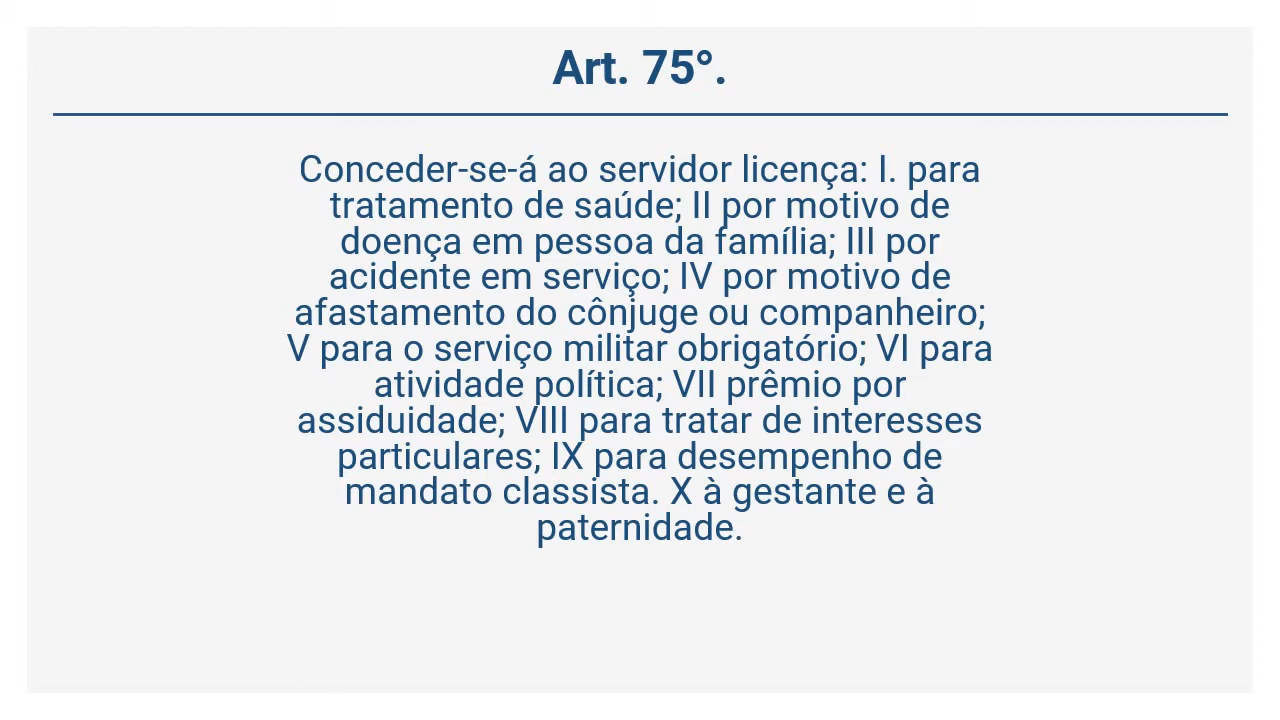 Art. 75°.
Conceder-se-á ao servidor licença: I. para
tratamento de saúde; II por motivo de
doença em pessoa da família; III por
acidente em serviço; IV por motivo de
afastamento do cônjuge ou companheiro;
V para o serviço militar obrigatório; VI para
atividade política; VII prêmio por
assiduidade; VIII para tratar de interesses
particulares; IX para desempenho de
mandato classista. X à gestante e à
paternidade.